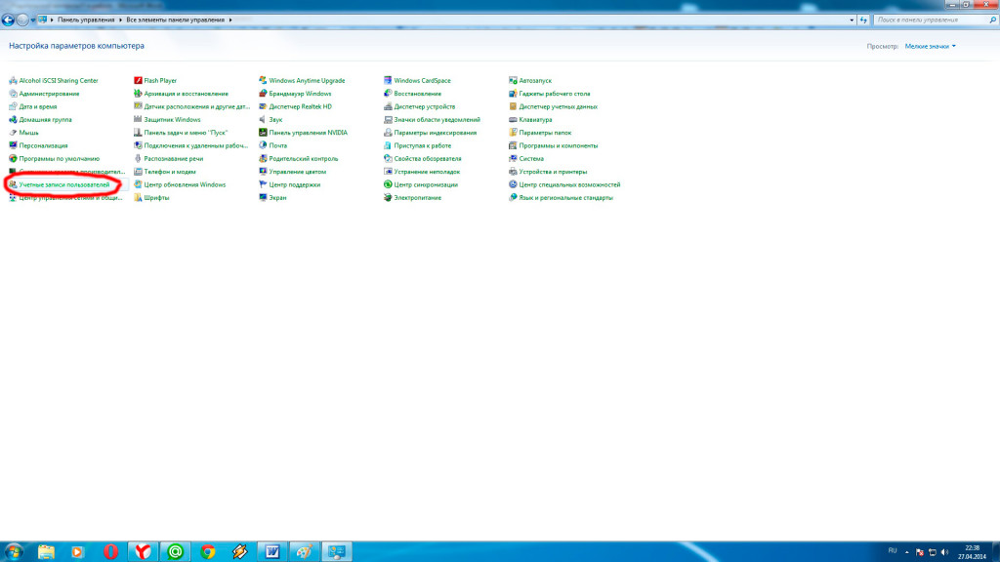 Панель управления ▸ Все элементы панели управления ▸
Поиск в панели управления
Настройка параметров компьютера
Просмотр: Мелкие значки
Alcohol iSCSI Sharing Center
Flash Player
Windows Anytime Upgrade
Windows CardSpace
Автозапуск
Администрирование
Архивация и восстановление
Брандмауэр Windows
Восстановление
Гаджеты рабочего стола
Дата и время
Датчик расположения и другие дат...
Диспетчер Realtek HD
Диспетчер устройств
Диспетчер учетных данных
Домашняя группа
Защитник Windows
Звук
Значки области уведомлений
Клавиатура
Мышь
Панель задач и меню "Пуск"
Панель управления NVIDIA
Параметры индексирования
Параметры папок
Персонализация
Подключения к удаленным рабоч...
Почта
Приступая к работе
Программы и компоненты
Программы по умолчанию
Распознавание речи
Родительский контроль
Свойства обозревателя
Система
производител...
Телефон и модем
Управление цветом
Устранение неполадок
Устройства и принтеры
Учетные записи пользователей
Центр обновления Windows
Центр поддержки
Центр синхронизации
Центр специальных возможностей
Центр управления сетями и общи...
Шрифты
Экран
Электропитание
Язык и региональные стандарты
RU
22:38
27.04.2014